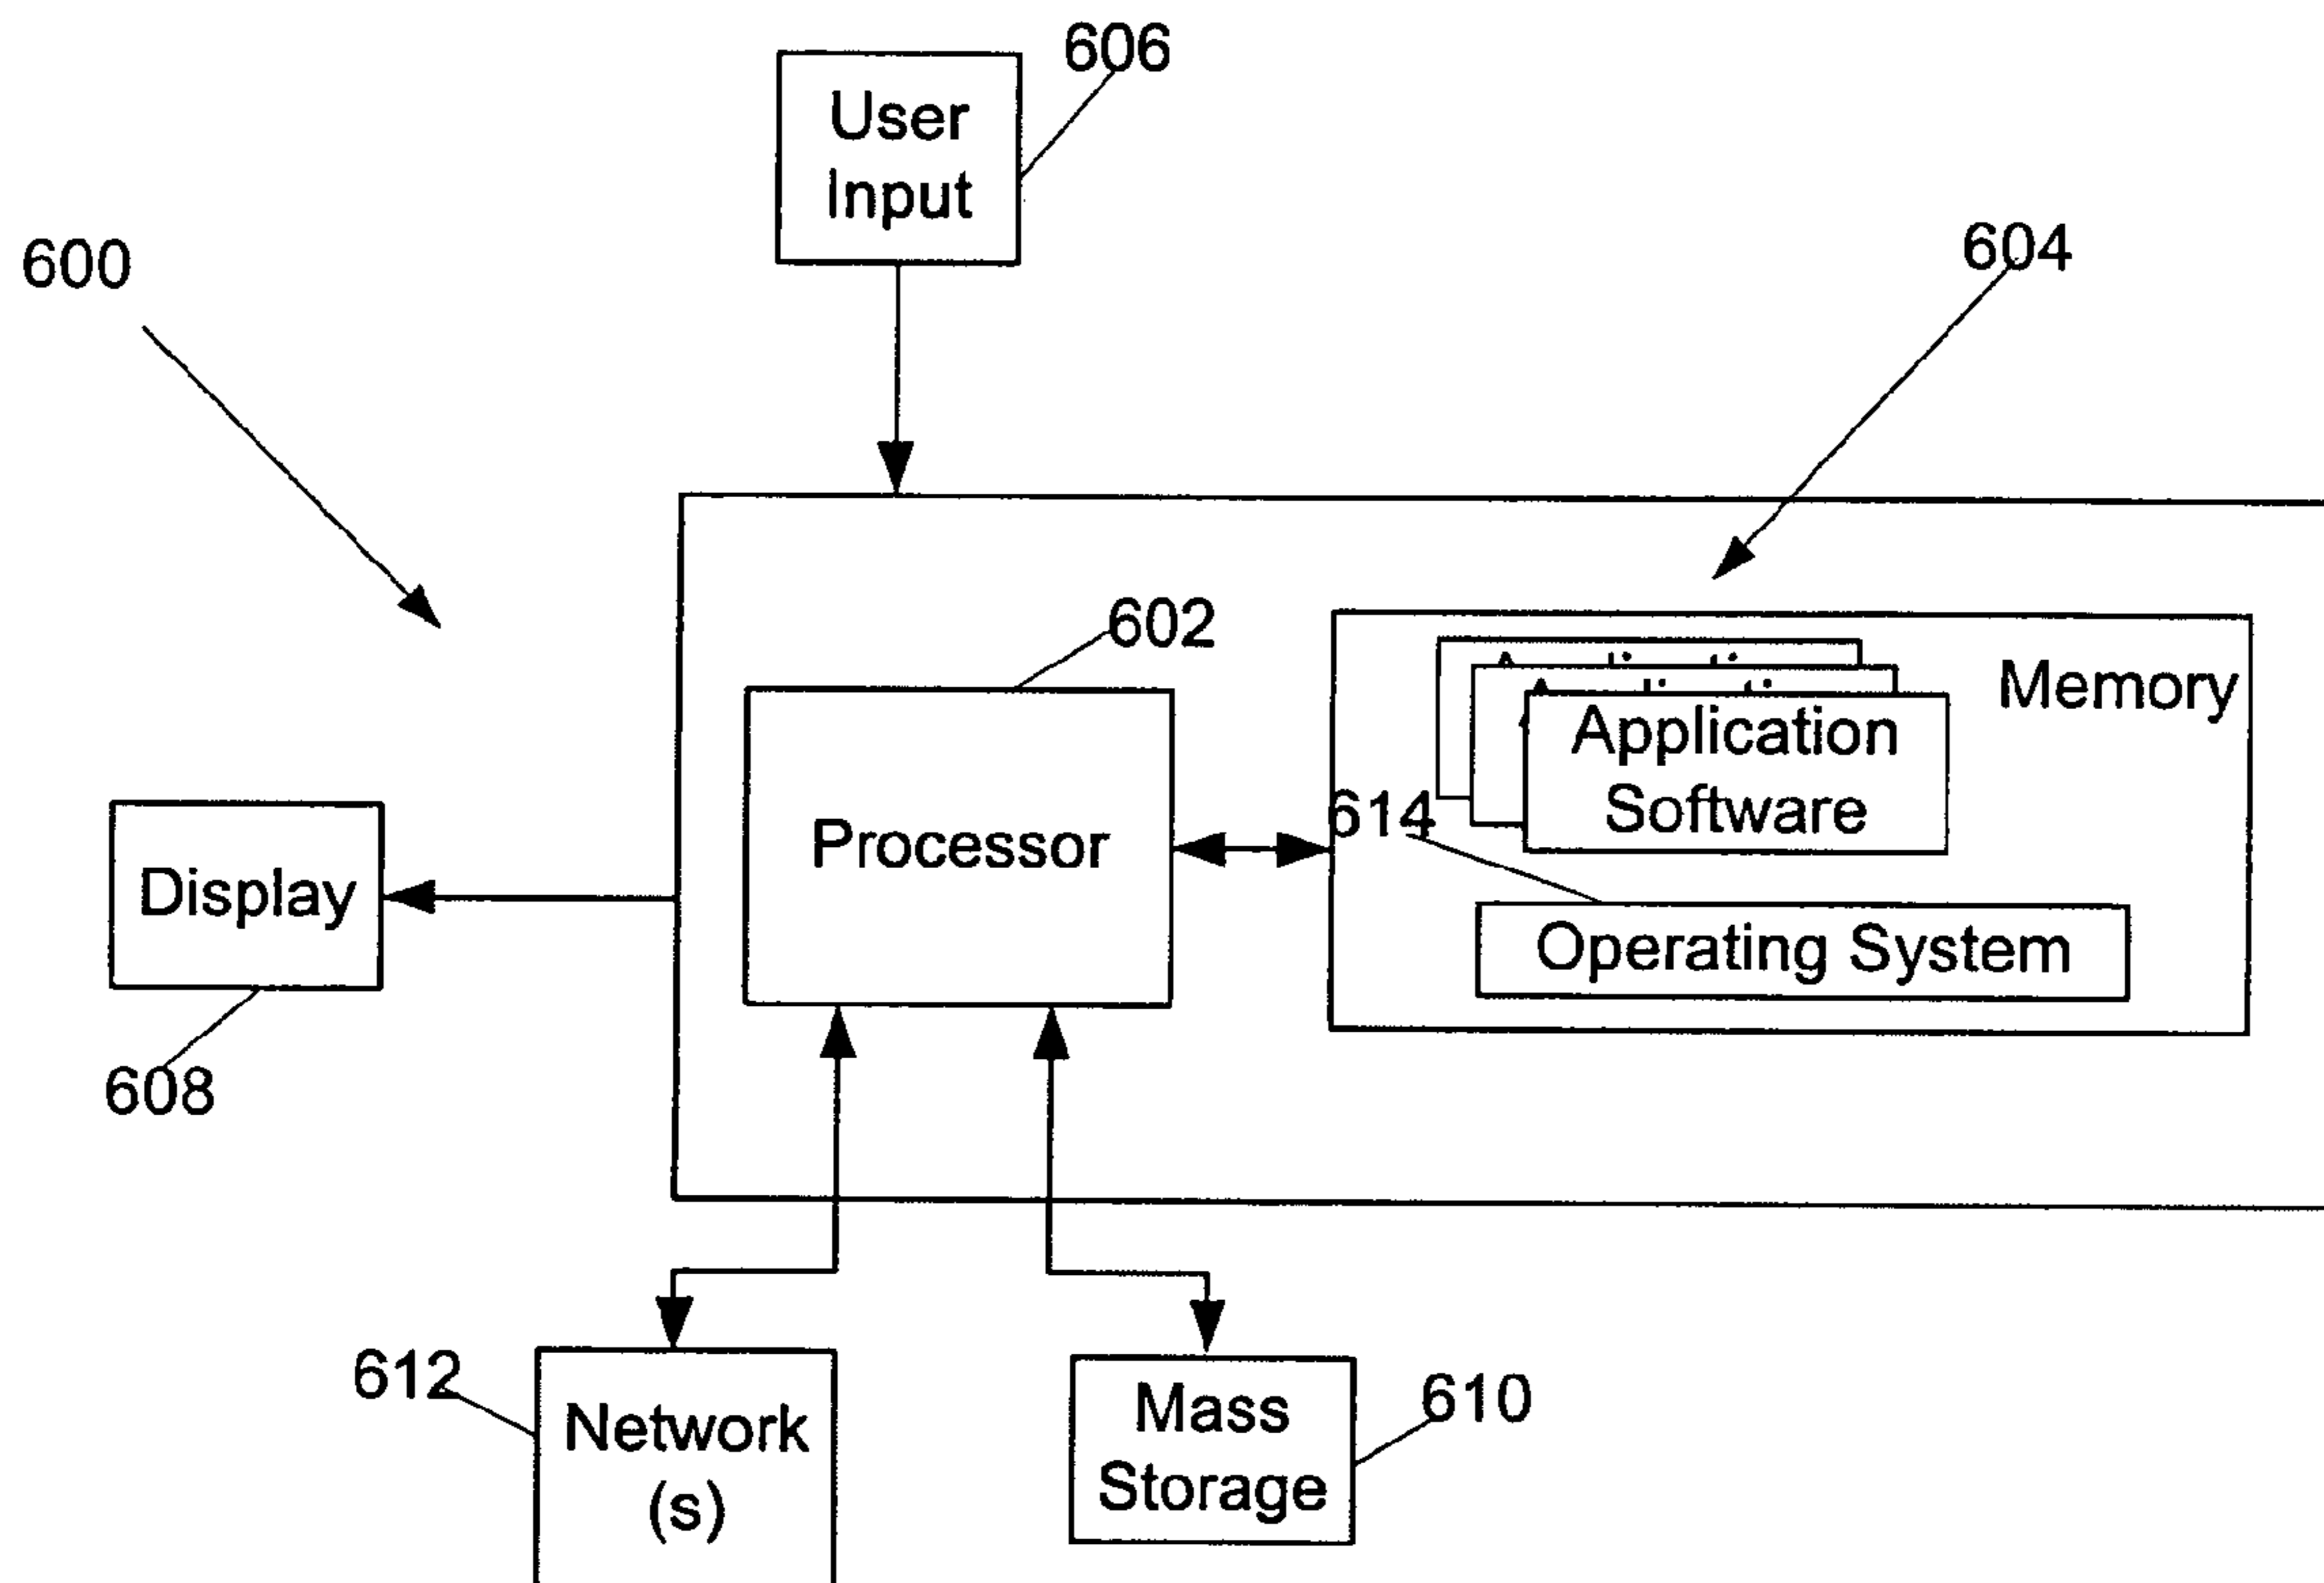 606
User
Input
600
604
602
Memory
Application
Software
614
Processor
Display
Operating System
608
612
Network
(s)
Mass
Storage
610